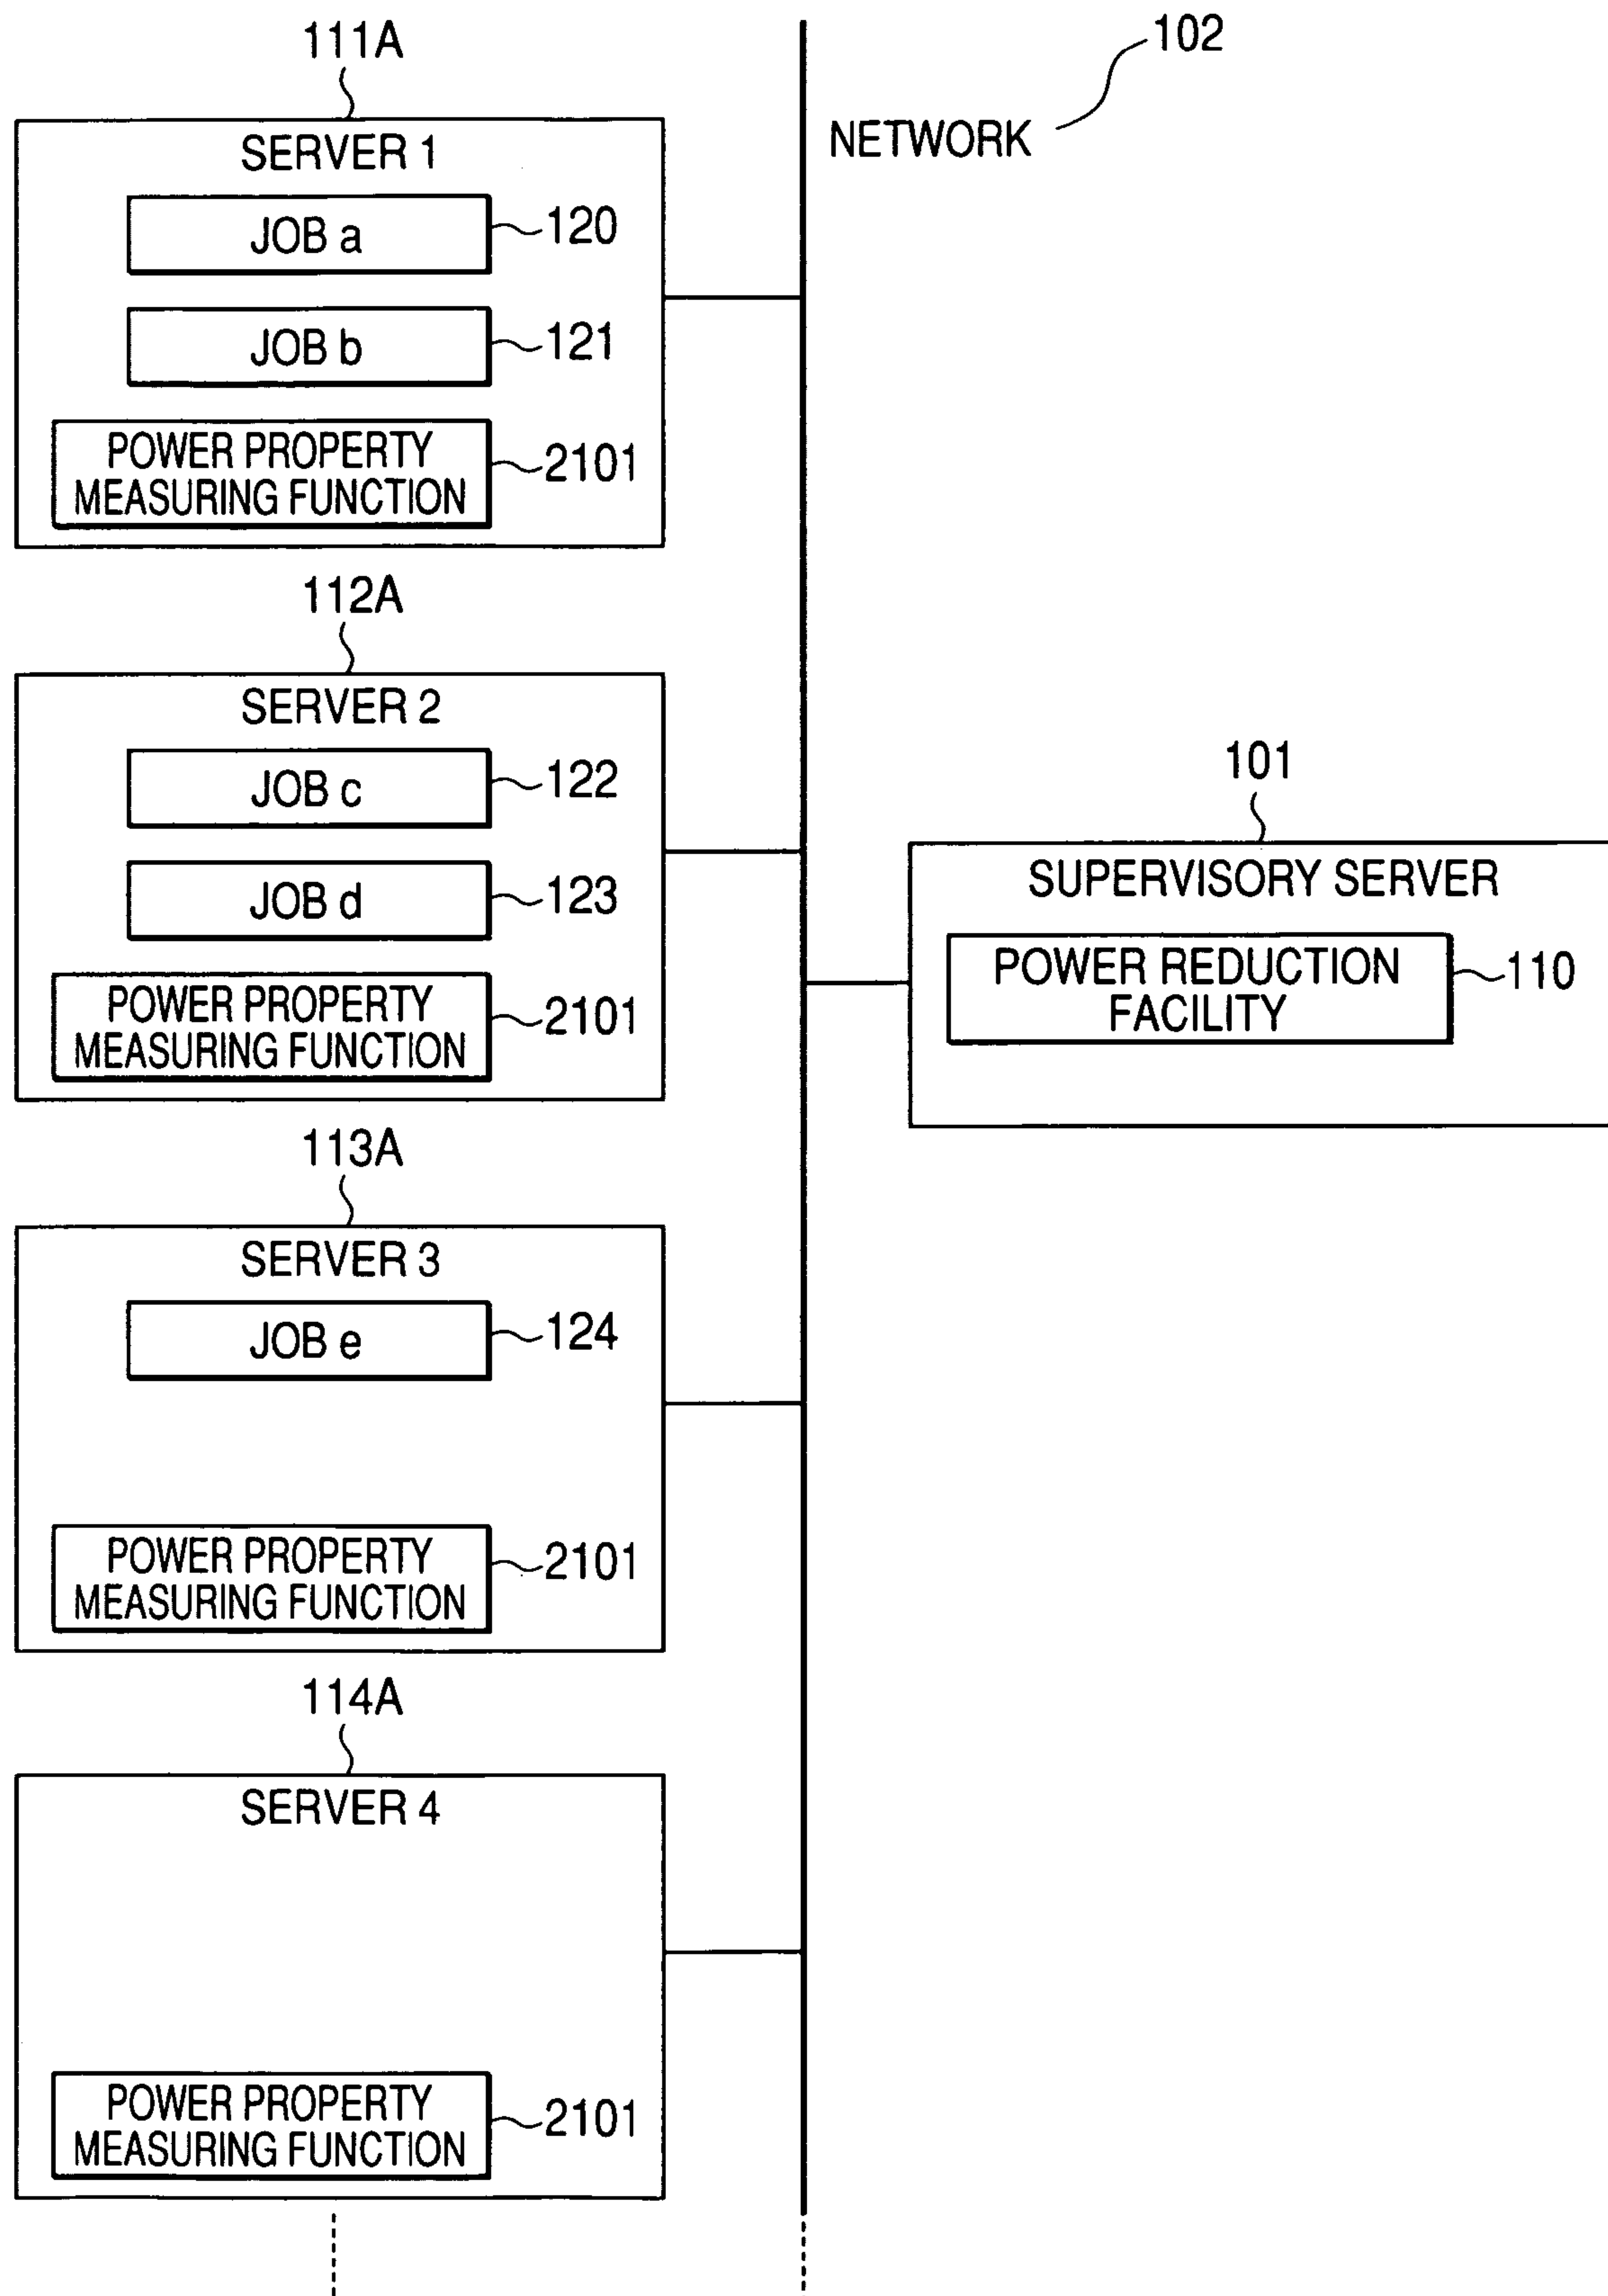 111A
SERVER 1
JOB a
120
JOB b
121
POWER PROPERTY
MEASURING FUNCTION
2101
112A
SERVER 2
JOB c
122
JOB d
123
POWER PROPERTY
MEASURING FUNCTION
2101
113A
SERVER 3
JOB e
124
POWER PROPERTY
MEASURING FUNCTION
2101
114A
SERVER 4
POWER PROPERTY
MEASURING FUNCTION
2101
102
NETWORK
101
SUPERVISORY SERVER
POWER REDUCTION
FACILITY
110